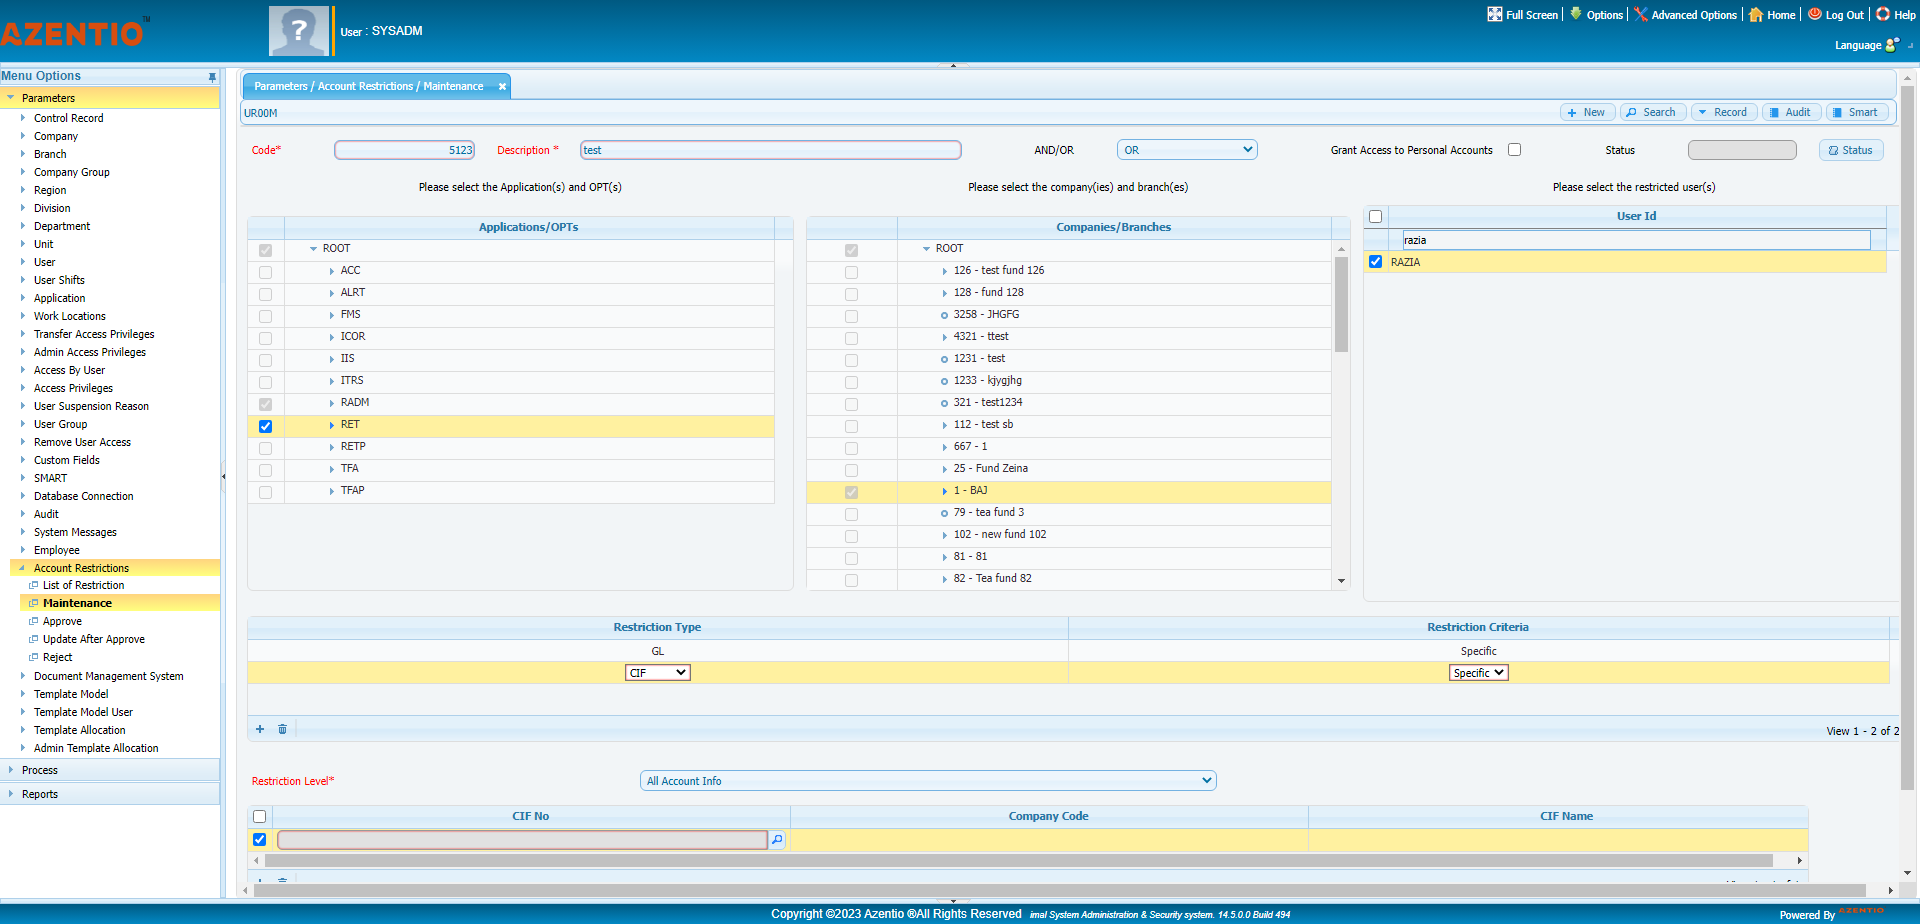 AZENTIO TM
User : SYSADM
Full Screen
Options
Advanced Options
Home
Log Out
Help
Language
Menu Options
Parameters
Control Record
Company
Branch
Company Group
Region
Division
Department
Unit
User
User Shifts
Application
Work Locations
Transfer Access Privileges
Admin Access Privileges
Access By User
Access Privileges
User Suspension Reason
User Group
Remove User Access
Custom Fields
SMART
Database Connection
Audit
System Messages
Employee
Account Restrictions
List of Restriction
Maintenance
Approve
Update After Approve
Reject
Document Management System
Template Model
Template Model User
Template Allocation
Admin Template Allocation
Process
Reports
Parameters / Account Restrictions / Maintenance
UR00M
New
Search
Record
Audit
Smart
Code* 5123
Description * test
AND/OR OR
Grant Access to Personal Accounts
Status
Status
Please select the Application(s) and OPT(s)
Applications/OPTs
ROOT
ACC
ALRT
FMS
ICOR
IIS
ITRS
RADM
RET
RETP
TFA
TFAP
Please select the company(ies) and branch(es)
Companies/Branches
ROOT
126 - test fund 126
128 - fund 128
3258 - JHGFG
4321 - ttest
1231 - test
1233 - kjygjhg
321 - test1234
112 - test sb
667 - 1
25 - Fund Zeina
1 - BAJ
79 - tea fund 3
102 - new fund 102
81 - 81
82 - Tea fund 82
Please select the restricted user(s)
User Id
razia
RAZIA
Restriction Type Restriction Criteria
GL Specific
CIF Specific
View 1 - 2 of 2
Restriction Level* All Account Info
CIF No Company Code CIF Name
Copyright ©2023 Azentio ®All Rights Reserved imal System Administration & Security system. 14.5.0.0 Build 494
Powered By AZENTIO